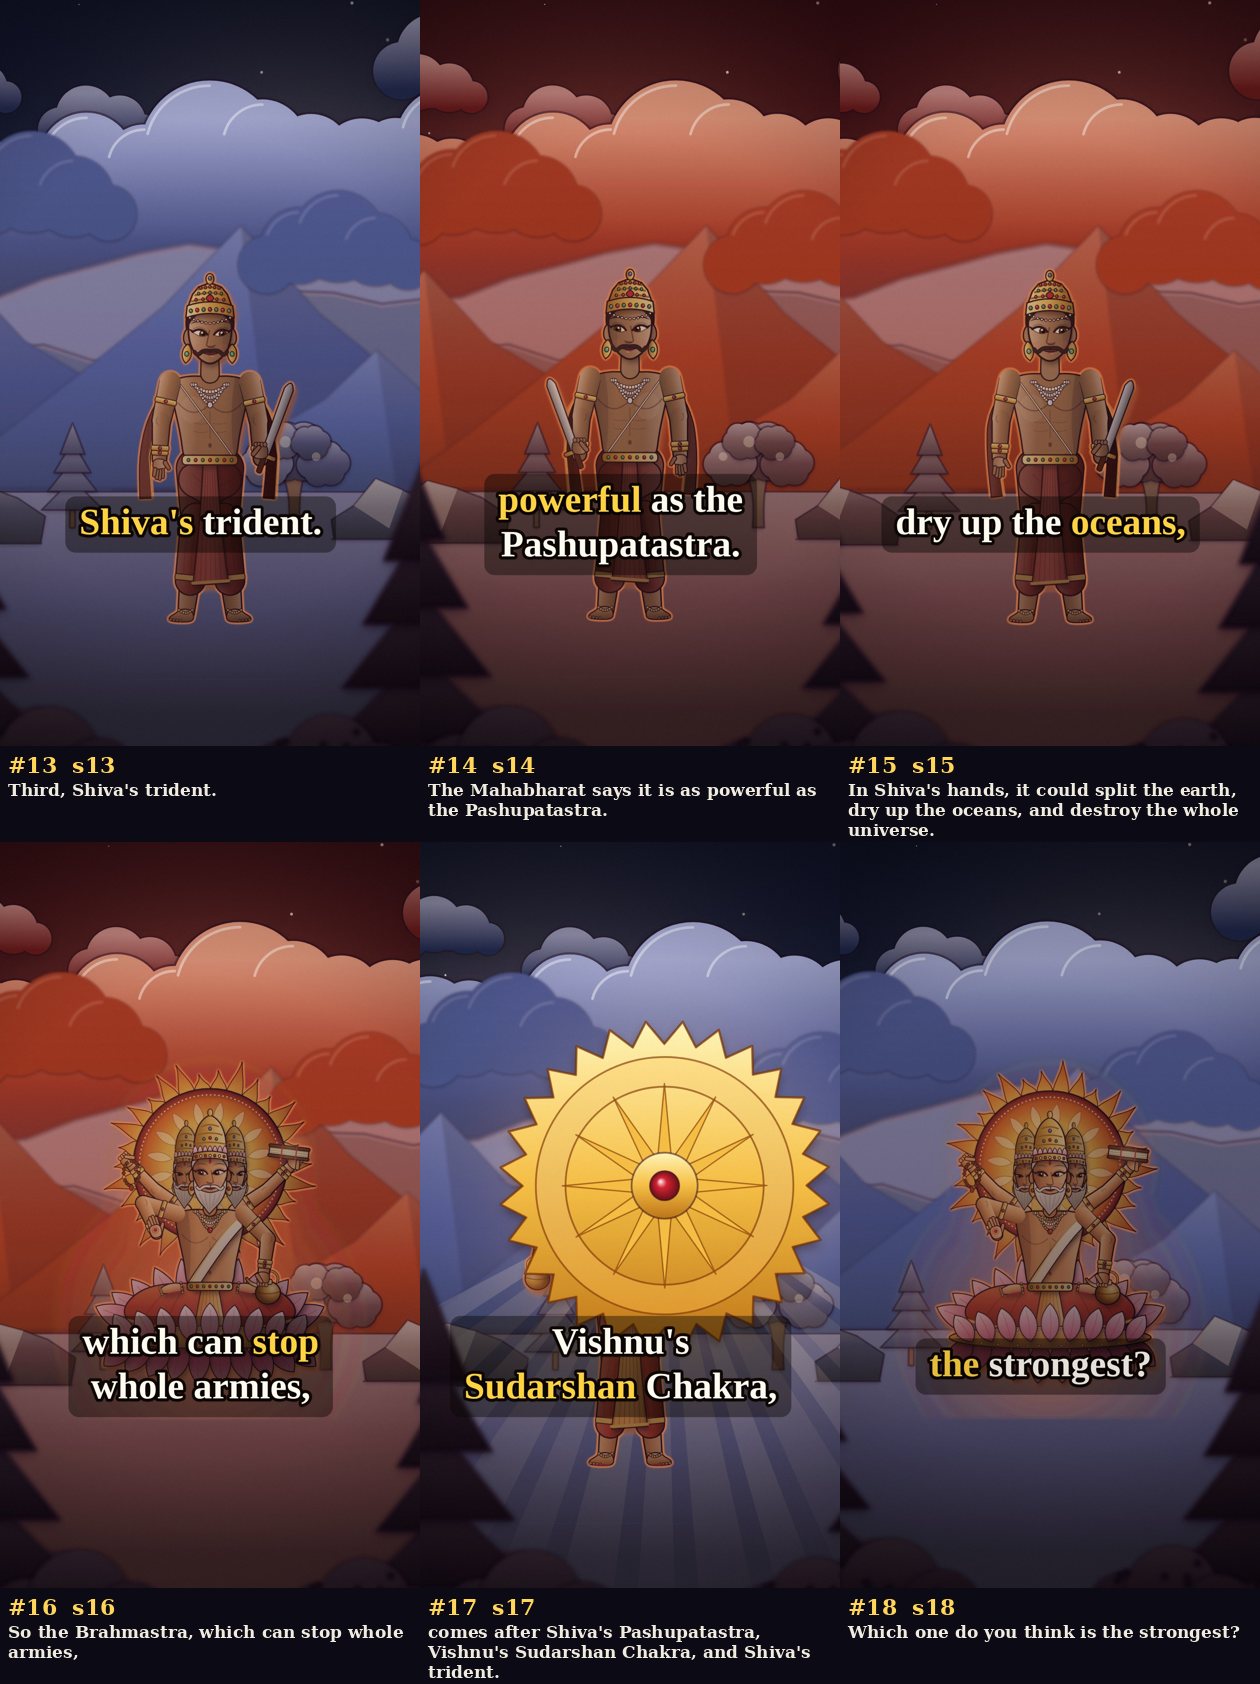 Shiva's trident.
powerful as the
Pashupatastra.
dry up the oceans,
#13 s13
Third, Shiva's trident.
#14 s14
The Mahabharat says it is as powerful as
the Pashupatastra.
#15 s15
In Shiva's hands, it could split the earth,
dry up the oceans, and destroy the whole
universe.
which can stop
whole armies,
Vishnu's
Sudarshan Chakra,
the strongest?
#16 s16
So the Brahmastra, which can stop whole
armies,
#17 s17
comes after Shiva's Pashupatastra,
Vishnu's Sudarshan Chakra, and Shiva's
trident.
#18 s18
Which one do you think is the strongest?